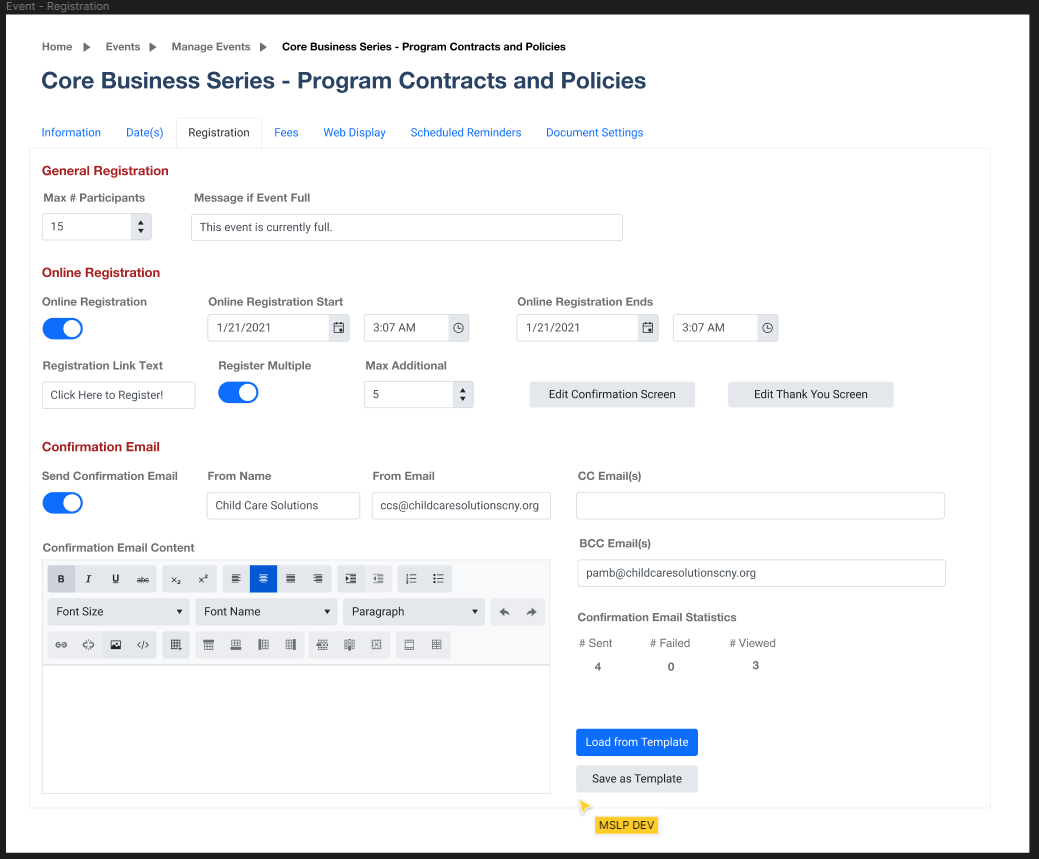 Event - Registration
Home Events Manage Events Core Business Series - Program Contracts and Policies
Core Business Series - Program Contracts and Policies
Information Date(s) Registration Fees Web Display Scheduled Reminders Document Settings
General Registration
Max # Participants Message if Event Full
15 This event is currently full.
Online Registration
Online Registration Online Registration Start Online Registration Ends
1/21/2021 3:07 AM 1/21/2021 3:07 AM
Registration Link Text Register Multiple Max Additional
Click Here to Register! 5 Edit Confirmation Screen Edit Thank You Screen
Confirmation Email
Send Confirmation Email From Name From Email CC Email(s)
Child Care Solutions ccs@childcaresolutionscny.org
Confirmation Email Content BCC Email(s)
B I U abc X₂ X²
pamb@childcaresolutionscny.org
Font Size Font Name Paragraph
Confirmation Email Statistics
# Sent # Failed # Viewed
4 0 3
Load from Template
Save as Template
MSLP DEV